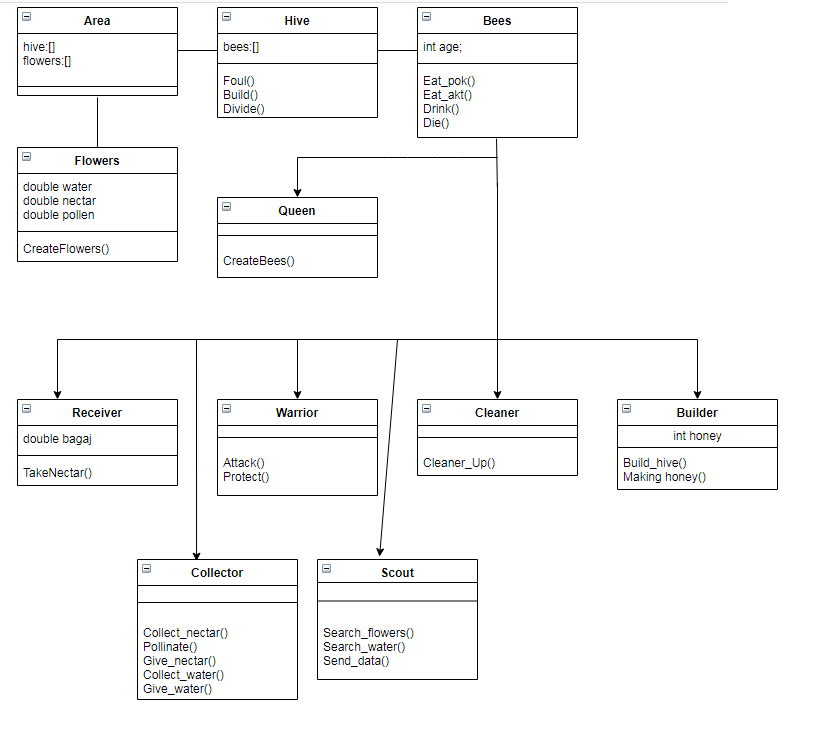 Area
hive:[]
flowers:[]
Hive
bees:[]
Foul()
Build()
Divide()
Bees
int age;
Eat_pok()
Eat_akt()
Drink()
Die()
Flowers
double water
double nectar
double pollen
CreateFlowers()
Queen
CreateBees()
Receiver
double bagaj
TakeNectar()
Warrior
Attack()
Protect()
Cleaner
Cleaner_Up()
Builder
int honey
Build_hive()
Making honey()
Collector
Collect_nectar()
Pollinate()
Give_nectar()
Collect_water()
Give_water()
Scout
Search_flowers()
Search_water()
Send_data()